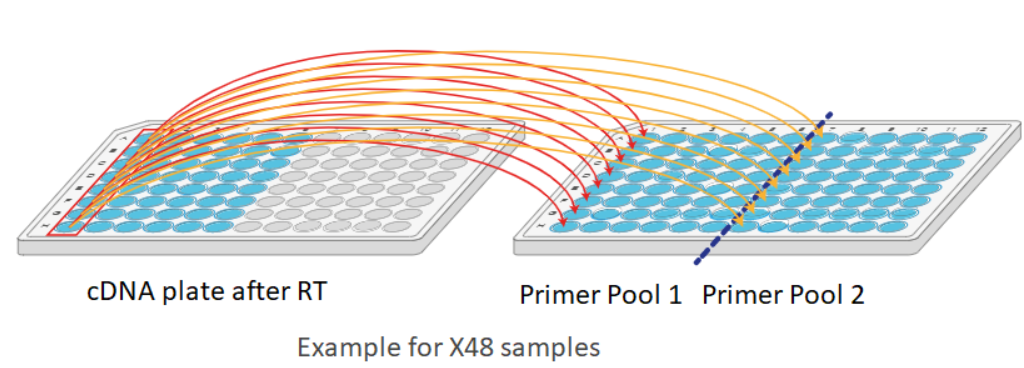 cDNA plate after RT
Primer Pool 1 Primer Pool 2
Example for X48 samples